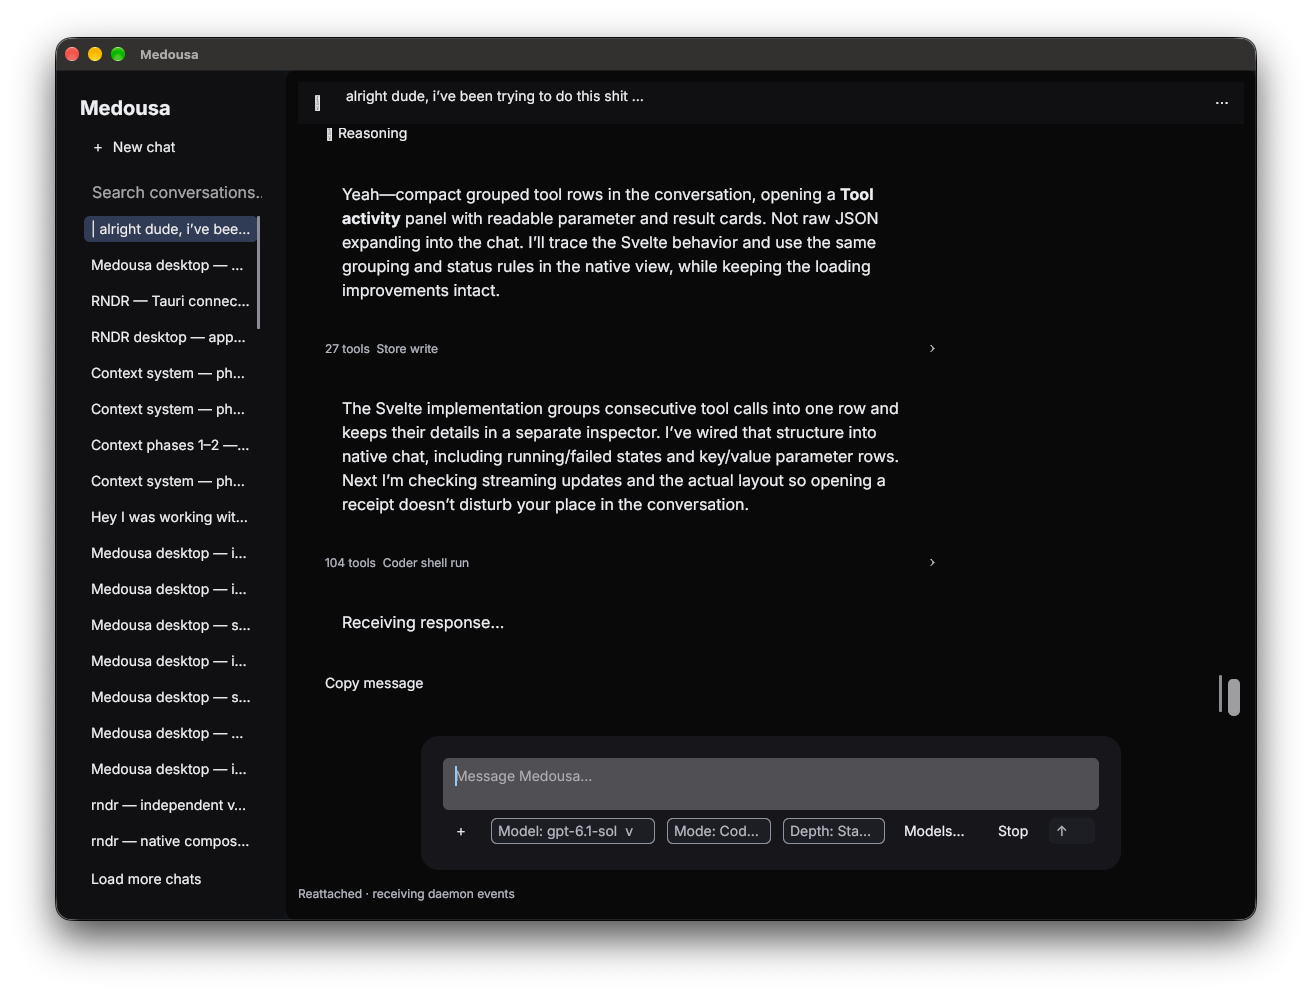 Medousa
Medousa
+ New chat
Search conversations..
alright dude, i've bee...
Medousa desktop — ...
RNDR — Tauri connec...
RNDR desktop — app...
Context system — ph...
Context system — ph...
Context phases 1–2 —...
Context system — ph...
Hey I was working wit...
Medousa desktop — i...
Medousa desktop — i...
Medousa desktop — s...
Medousa desktop — i...
Medousa desktop — s...
Medousa desktop — ...
Medousa desktop — i...
rndr — independent v...
rndr — native compos...
Load more chats
alright dude, i've been trying to do this shit ...
...
Reasoning
Yeah—compact grouped tool rows in the conversation, opening a Tool
activity panel with readable parameter and result cards. Not raw JSON
expanding into the chat. I'll trace the Svelte behavior and use the same
grouping and status rules in the native view, while keeping the loading
improvements intact.
27 tools Store write ›
The Svelte implementation groups consecutive tool calls into one row and
keeps their details in a separate inspector. I've wired that structure into
native chat, including running/failed states and key/value parameter rows.
Next I'm checking streaming updates and the actual layout so opening a
receipt doesn't disturb your place in the conversation.
104 tools Coder shell run ›
Receiving response...
Copy message
Message Medousa...
+ Model: gpt-6.1-sol v Mode: Cod... Depth: Sta... Models... Stop ↑
Reattached · receiving daemon events